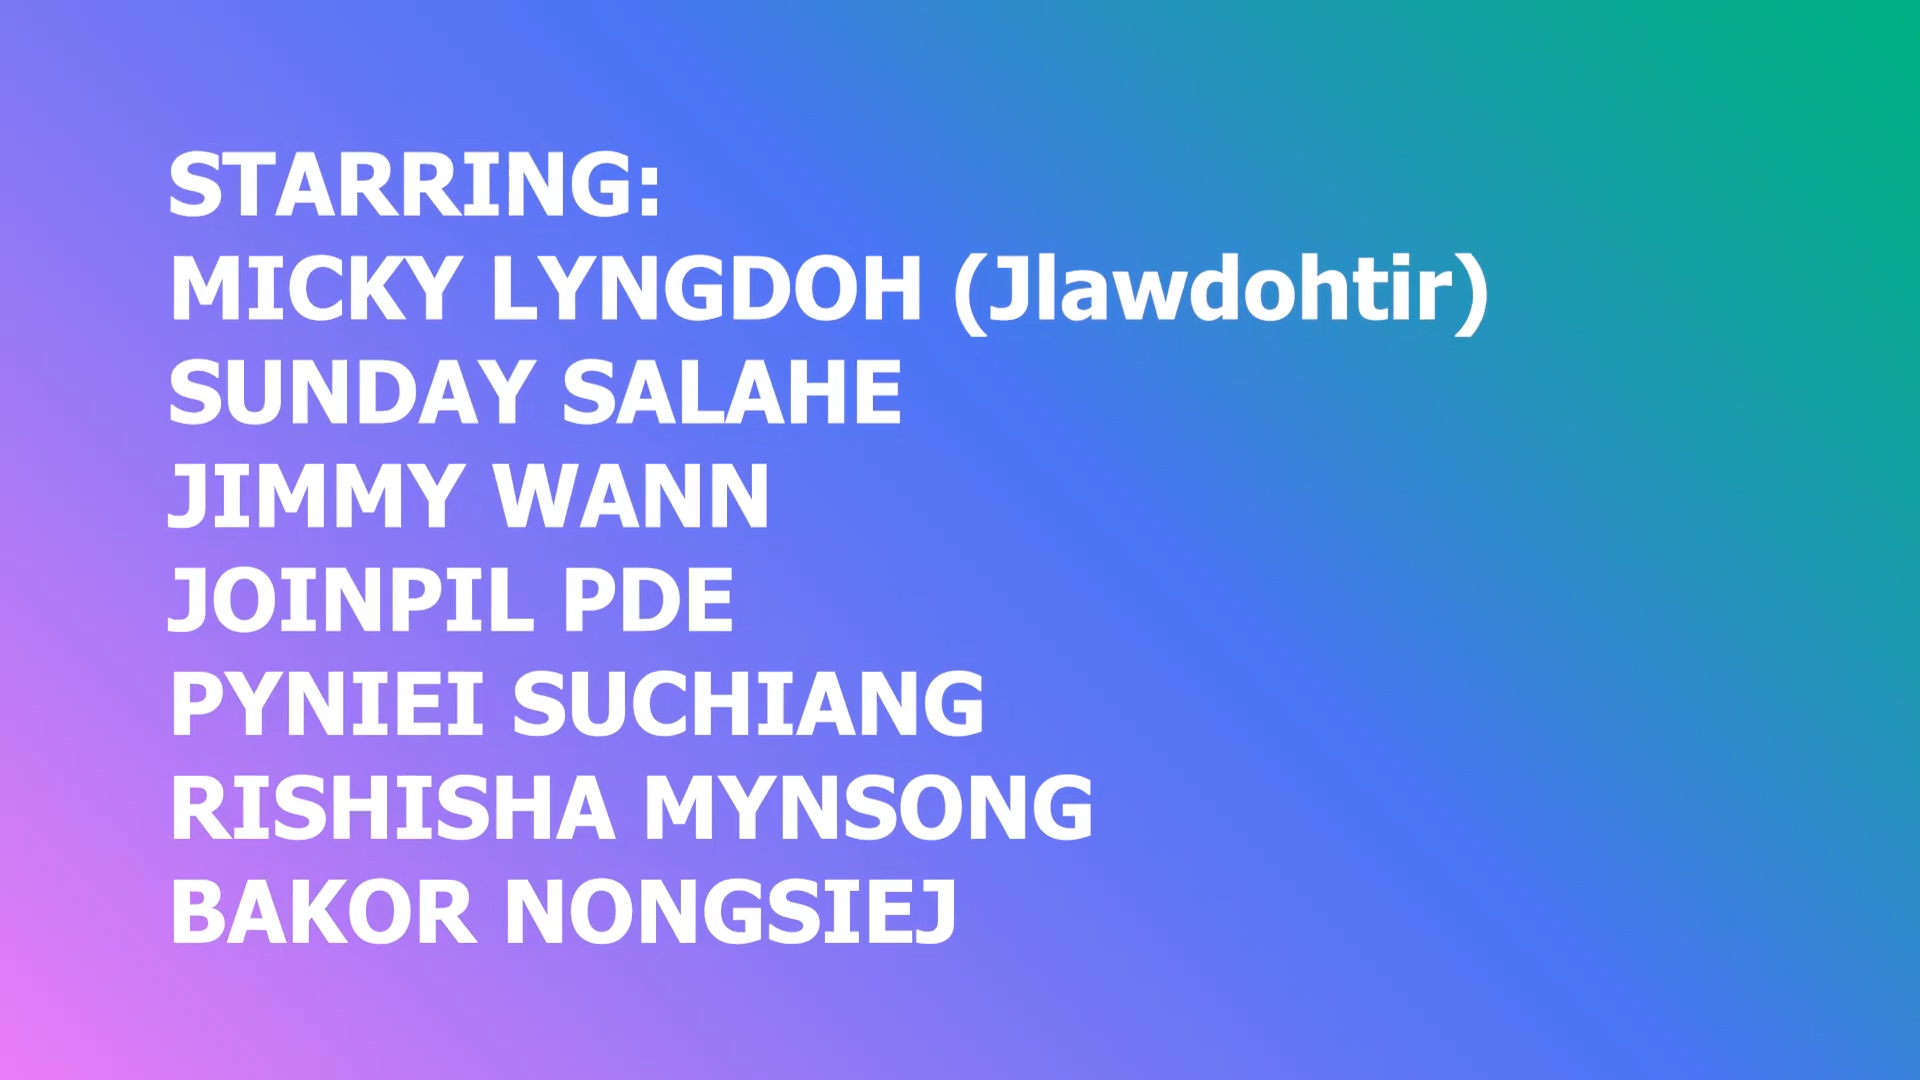 STARRING:
MICKY LYNGDOH (Jlawdohtir)
SUNDAY SALAHE
JIMMY WANN
JOINPIL PDE
PYNIEI SUCHIANG
RISHISHA MYNSONG
BAKOR NONGSIEJ